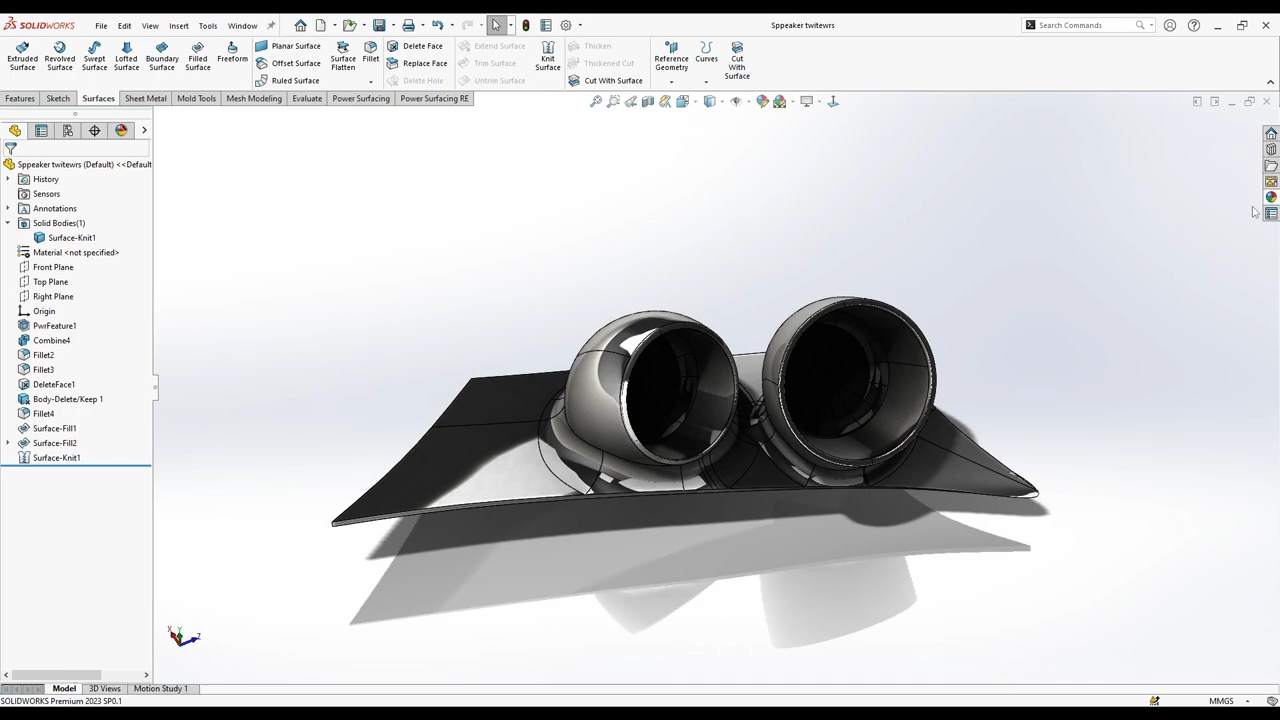 SOLIDWORKS File Edit View Insert Tools Window Sppeaker twitewrs Search Commands
Extruded Surface Revolved Surface Swept Surface Lofted Surface Boundary Surface Filled Surface Freeform Planar Surface Offset Surface Ruled Surface Surface Flatten Fillet Delete Face Replace Face Delete Hole Extend Surface Trim Surface Untrim Surface Knit Surface Thicken Thickened Cut Cut With Surface Reference Geometry Curves Cut With Surface
Features Sketch Surfaces Sheet Metal Mold Tools Mesh Modeling Evaluate Power Surfacing Power Surfacing RE
Sppeaker twitewrs (Default) <<Default
History
Sensors
Annotations
Solid Bodies(1)
Surface-Knit1
Material <not specified>
Front Plane
Top Plane
Right Plane
Origin
PwrFeature1
Combine4
Fillet2
Fillet3
DeleteFace1
Body-Delete/Keep 1
Fillet4
Surface-Fill1
Surface-Fill2
Surface-Knit1
X Y Z
Model 3D Views Motion Study 1
SOLIDWORKS Premium 2023 SP0.1 MMGS